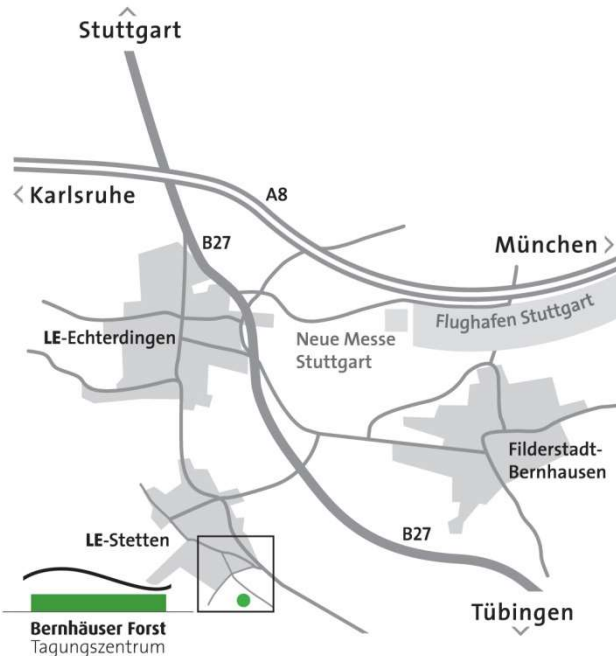 Stuttgart
Karlsruhe
A8
B27
München
Flughafen Stuttgart
LE-Echterdingen
Neue Messe
Stuttgart
Filderstadt-
Bernhausen
LE-Stetten
B27
Bernhäuser Forst
Tagungszentrum
Tübingen